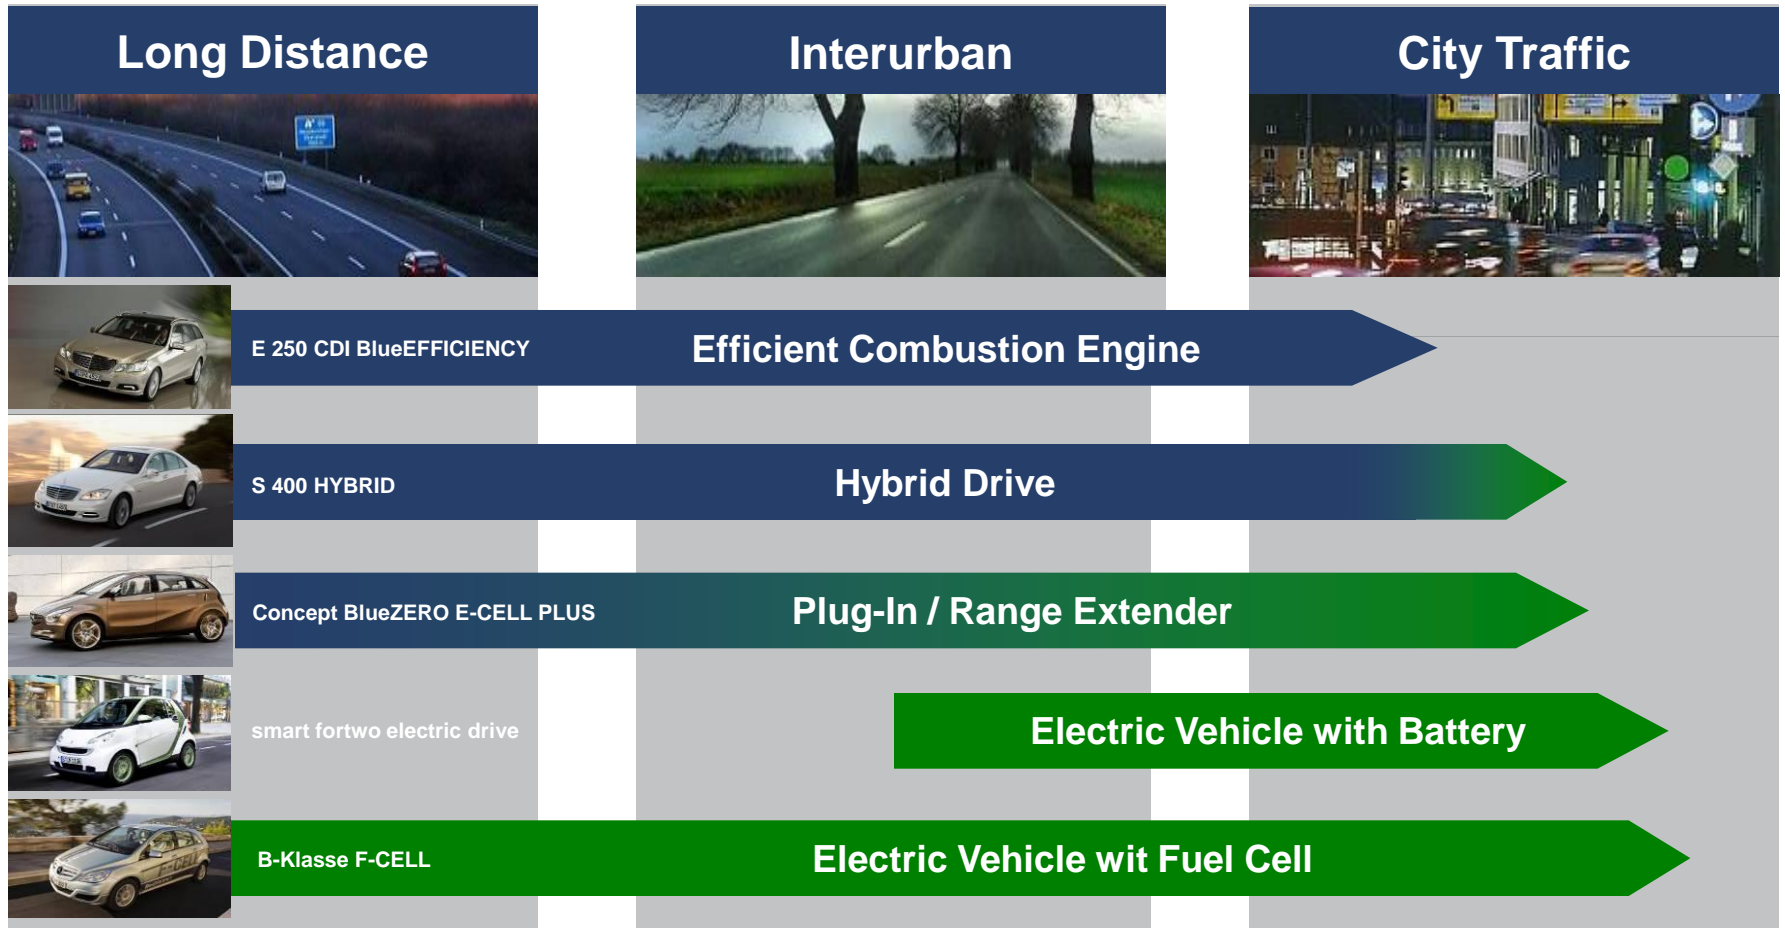 Long Distance
Interurban
City Traffic
E 250 CDI BlueEFFICIENCY
Efficient Combustion Engine
S 400 HYBRID
Hybrid Drive
Concept BlueZERO E-CELL PLUS
Plug-In / Range Extender
smart fortwo electric drive
Electric Vehicle with Battery
B-Klasse F-CELL
Electric Vehicle wit Fuel Cell